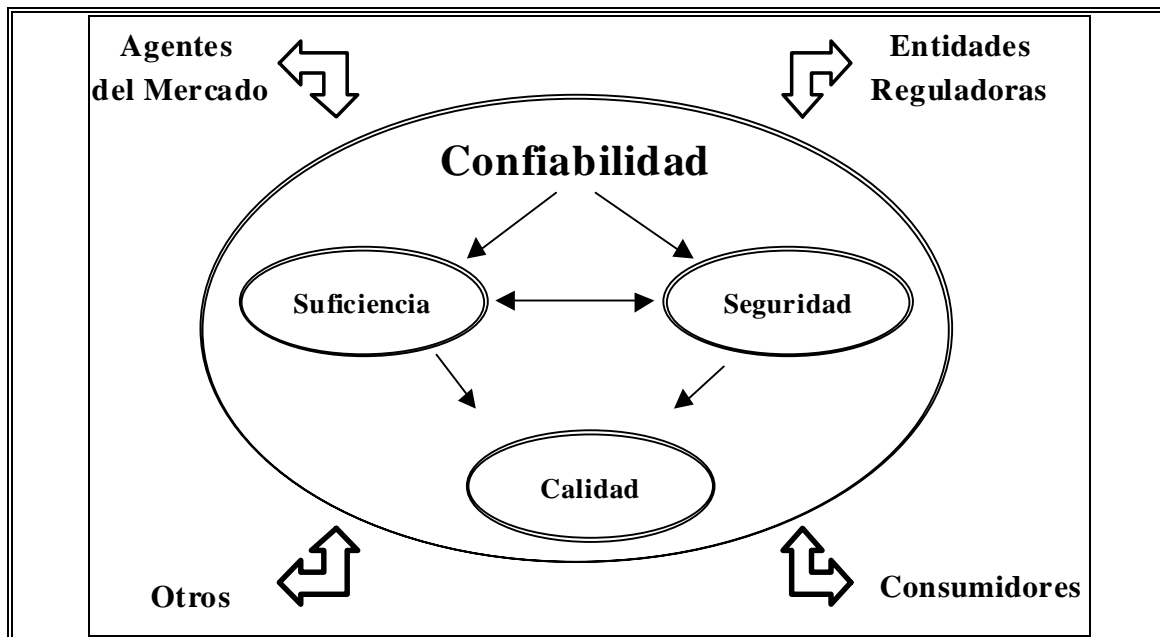 Agentes
del Mercado
Entidades
Reguladoras
Confiabilidad
Suficiencia
Seguridad
Calidad
Otros
Consumidores